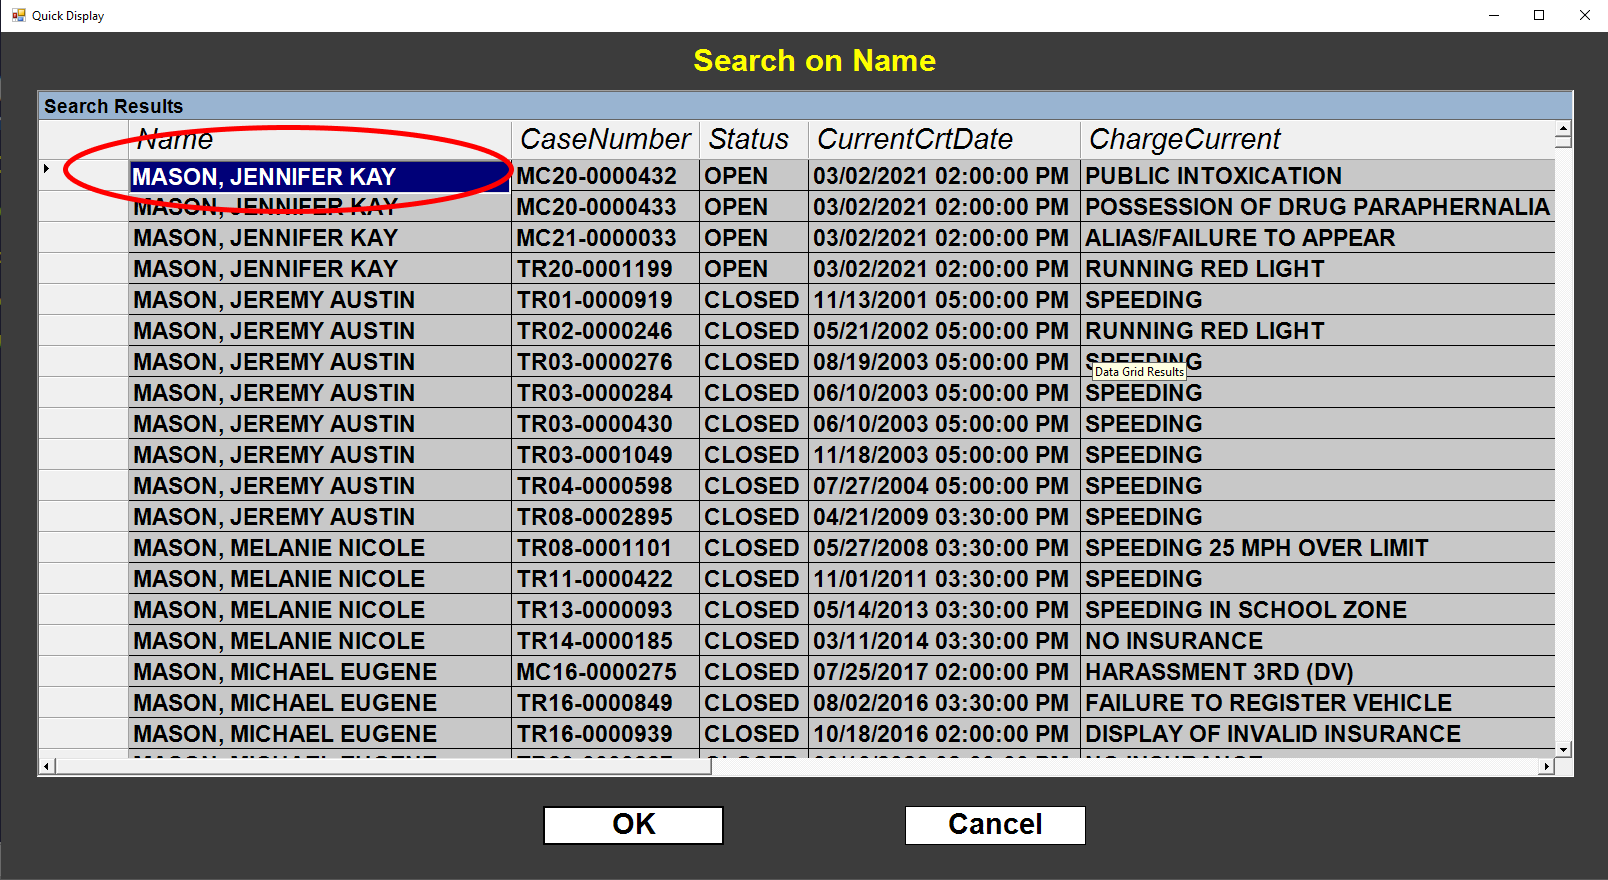 Quick Display
Search on Name
Search Results
Name CaseNumber Status CurrentCrtDate ChargeCurrent
MASON, JENNIFER KAY MC20-0000432 OPEN 03/02/2021 02:00:00 PM PUBLIC INTOXICATION
MASON, JENNIFER KAY MC20-0000433 OPEN 03/02/2021 02:00:00 PM POSSESSION OF DRUG PARAPHERNALIA
MASON, JENNIFER KAY MC21-0000033 OPEN 03/02/2021 02:00:00 PM ALIAS/FAILURE TO APPEAR
MASON, JENNIFER KAY TR20-0001199 OPEN 03/02/2021 02:00:00 PM RUNNING RED LIGHT
MASON, JEREMY AUSTIN TR01-0000919 CLOSED 11/13/2001 05:00:00 PM SPEEDING
MASON, JEREMY AUSTIN TR02-0000246 CLOSED 05/21/2002 05:00:00 PM RUNNING RED LIGHT
MASON, JEREMY AUSTIN TR03-0000276 CLOSED 08/19/2003 05:00:00 PM SPEEDING
Data Grid Results
MASON, JEREMY AUSTIN TR03-0000284 CLOSED 06/10/2003 05:00:00 PM SPEEDING
MASON, JEREMY AUSTIN TR03-0000430 CLOSED 06/10/2003 05:00:00 PM SPEEDING
MASON, JEREMY AUSTIN TR03-0001049 CLOSED 11/18/2003 05:00:00 PM SPEEDING
MASON, JEREMY AUSTIN TR04-0000598 CLOSED 07/27/2004 05:00:00 PM SPEEDING
MASON, JEREMY AUSTIN TR08-0002895 CLOSED 04/21/2009 03:30:00 PM SPEEDING
MASON, MELANIE NICOLE TR08-0001101 CLOSED 05/27/2008 03:30:00 PM SPEEDING 25 MPH OVER LIMIT
MASON, MELANIE NICOLE TR11-0000422 CLOSED 11/01/2011 03:30:00 PM SPEEDING
MASON, MELANIE NICOLE TR13-0000093 CLOSED 05/14/2013 03:30:00 PM SPEEDING IN SCHOOL ZONE
MASON, MELANIE NICOLE TR14-0000185 CLOSED 03/11/2014 03:30:00 PM NO INSURANCE
MASON, MICHAEL EUGENE MC16-0000275 CLOSED 07/25/2017 02:00:00 PM HARASSMENT 3RD (DV)
MASON, MICHAEL EUGENE TR16-0000849 CLOSED 08/02/2016 03:30:00 PM FAILURE TO REGISTER VEHICLE
MASON, MICHAEL EUGENE TR16-0000939 CLOSED 10/18/2016 02:00:00 PM DISPLAY OF INVALID INSURANCE
OK Cancel